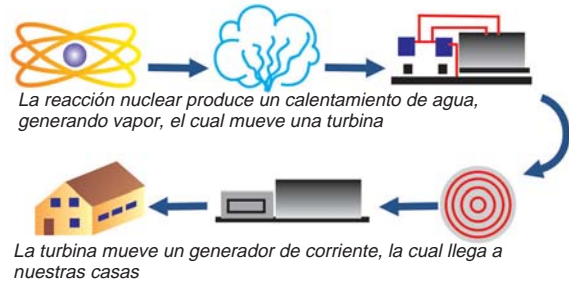 La reacción nuclear produce un calentamiento de agua,
generando vapor, el cual mueve una turbina
La turbina mueve un generador de corriente, la cual llega a
nuestras casas